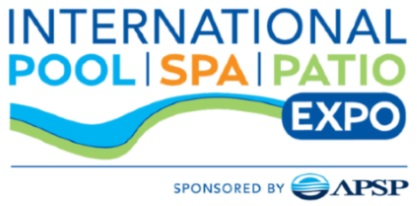 INTERNATIONAL
POOL | SPA | PATIO
EXPO
SPONSORED BY APSP